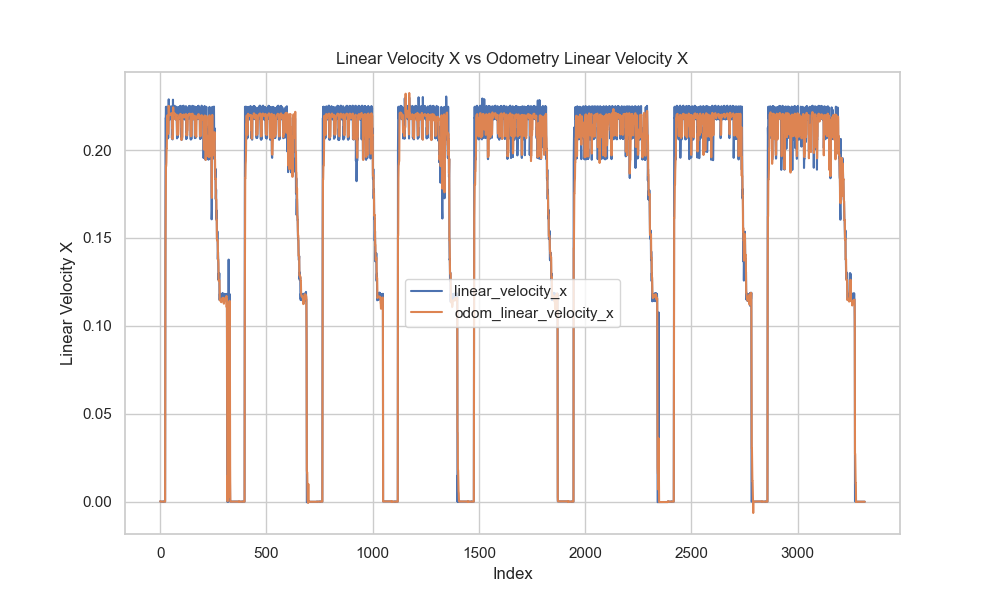 Linear Velocity X vs Odometry Linear Velocity X
Linear Velocity X
0.20
0.15
0.10
0.05
0.00
linear_velocity_x
odom_linear_velocity_x
0 500 1000 1500 2000 2500 3000
Index